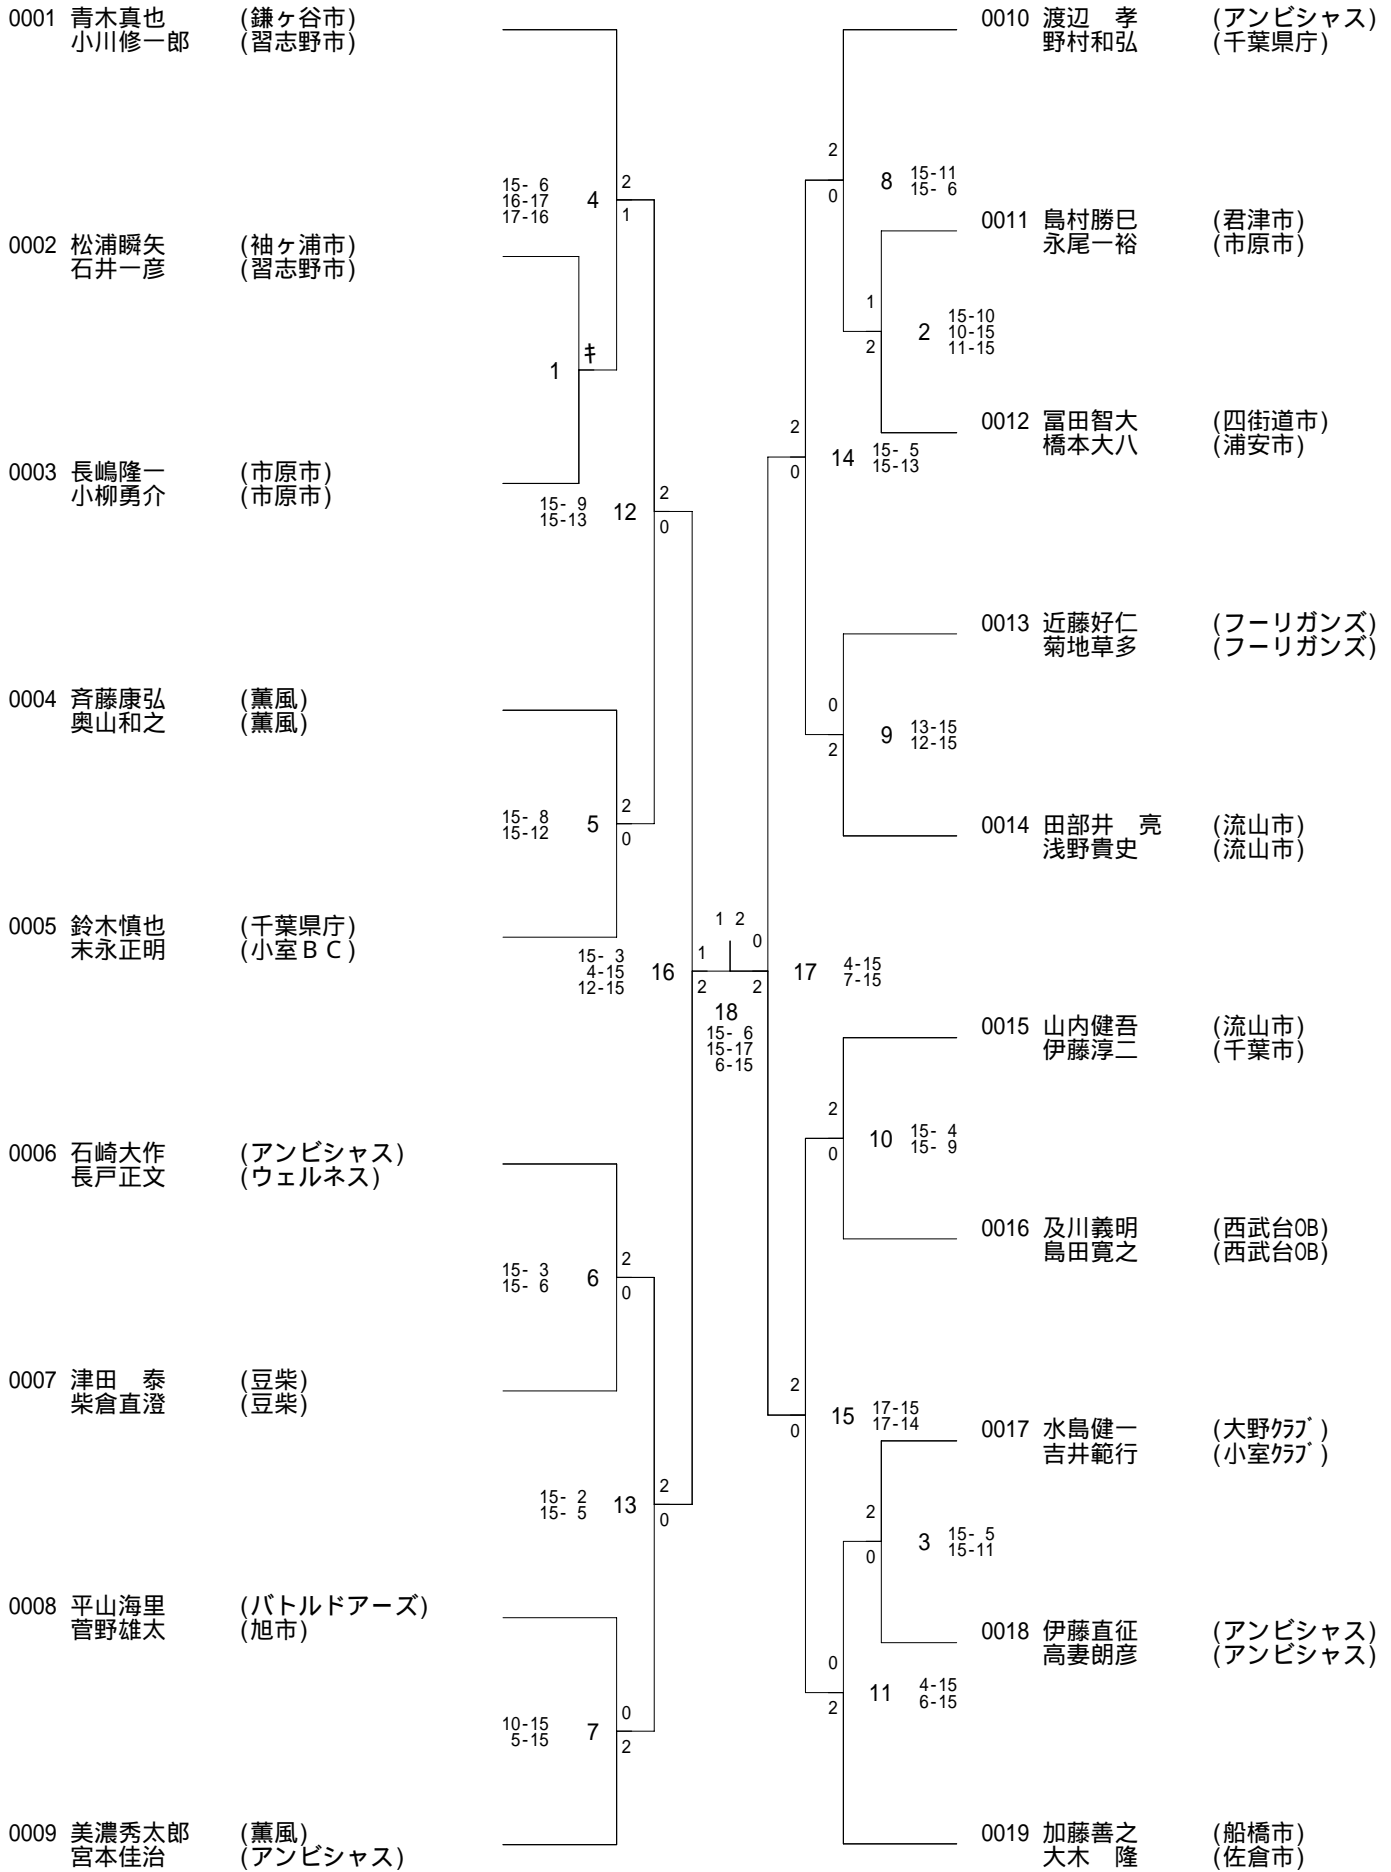 0001 青木真也 (鎌ヶ谷市)
小川修一郎 (習志野市)
15- 6
16-17
17-16
4
2
1
0002 松浦瞬矢 (袖ヶ浦市)
石井一彦 (習志野市)
1
キ
0003 長嶋隆一 (市原市)
小柳勇介 (市原市)
15- 9
15-13
12
2
0
0004 斉藤康弘 (薫風)
奥山和之 (薫風)
15- 8
15-12
5
2
0
0005 鈴木慎也 (千葉県庁)
末永正明 (小室ＢＣ)
15- 3
4-15
12-15
16
1
2
0006 石崎大作 (アンビシャス)
長戸正文 (ウェルネス)
15- 3
15- 6
6
2
0
0007 津田　泰 (豆柴)
柴倉直澄 (豆柴)
15- 2
15- 5
13
2
0
0008 平山海里 (バトルドアーズ)
菅野雄太 (旭市)
10-15
5-15
7
0
2
0009 美濃秀太郎 (薫風)
宮本佳治 (アンビシャス)
1 2
18
15- 6
15-17
6-15
0
2
17
4-15
7-15
0010 渡辺　孝 (アンビシャス)
野村和弘 (千葉県庁)
2
0
8
15-11
15- 6
0011 島村勝巳 (君津市)
永尾一裕 (市原市)
1
2
2
15-10
10-15
11-15
0012 冨田智大 (四街道市)
橋本大八 (浦安市)
2
0
14
15- 5
15-13
0013 近藤好仁 (フーリガンズ)
菊地草多 (フーリガンズ)
0
2
9
13-15
12-15
0014 田部井　亮 (流山市)
浅野貴史 (流山市)
0015 山内健吾 (流山市)
伊藤淳二 (千葉市)
2
0
10
15- 4
15- 9
0016 及川義明 (西武台OB)
島田寛之 (西武台OB)
2
0
15
17-15
17-14
0017 水島健一 (大野ｸﾗﾌﾞ)
吉井範行 (小室ｸﾗﾌﾞ)
2
0
3
15- 5
15-11
0018 伊藤直征 (アンビシャス)
高妻朗彦 (アンビシャス)
0
2
11
4-15
6-15
0019 加藤善之 (船橋市)
大木　隆 (佐倉市)